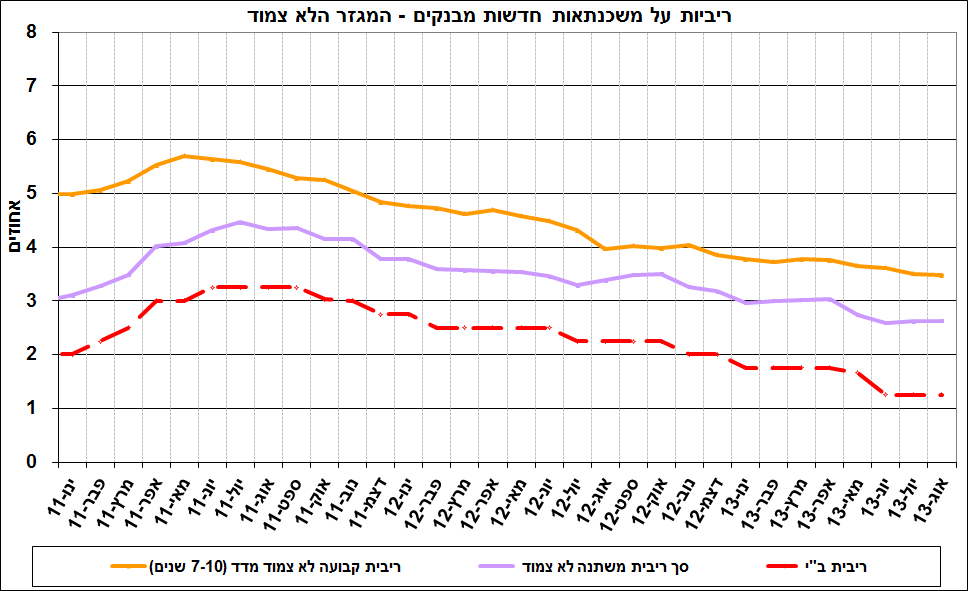 ריביות על משכנתאות חדשות מבנקים - המגזר הלא צמוד
אחוזים
8
7
6
5
4
3
2
1
0
ינו-11
פבר-11
מרץ-11
אפר-11
מאי-11
יונ-11
יול-11
אוג-11
ספט-11
אוק-11
נוב-11
דצמ-11
ינו-12
פבר-12
מרץ-12
אפר-12
מאי-12
יונ-12
יול-12
אוג-12
ספט-12
אוק-12
נוב-12
דצמ-12
ינו-13
פבר-13
מרץ-13
אפר-13
מאי-13
יונ-13
יול-13
אוג-13
ריבית ב"י
סך ריבית משתנה לא צמוד
ריבית קבועה לא צמוד מדד (7-10 שנים)